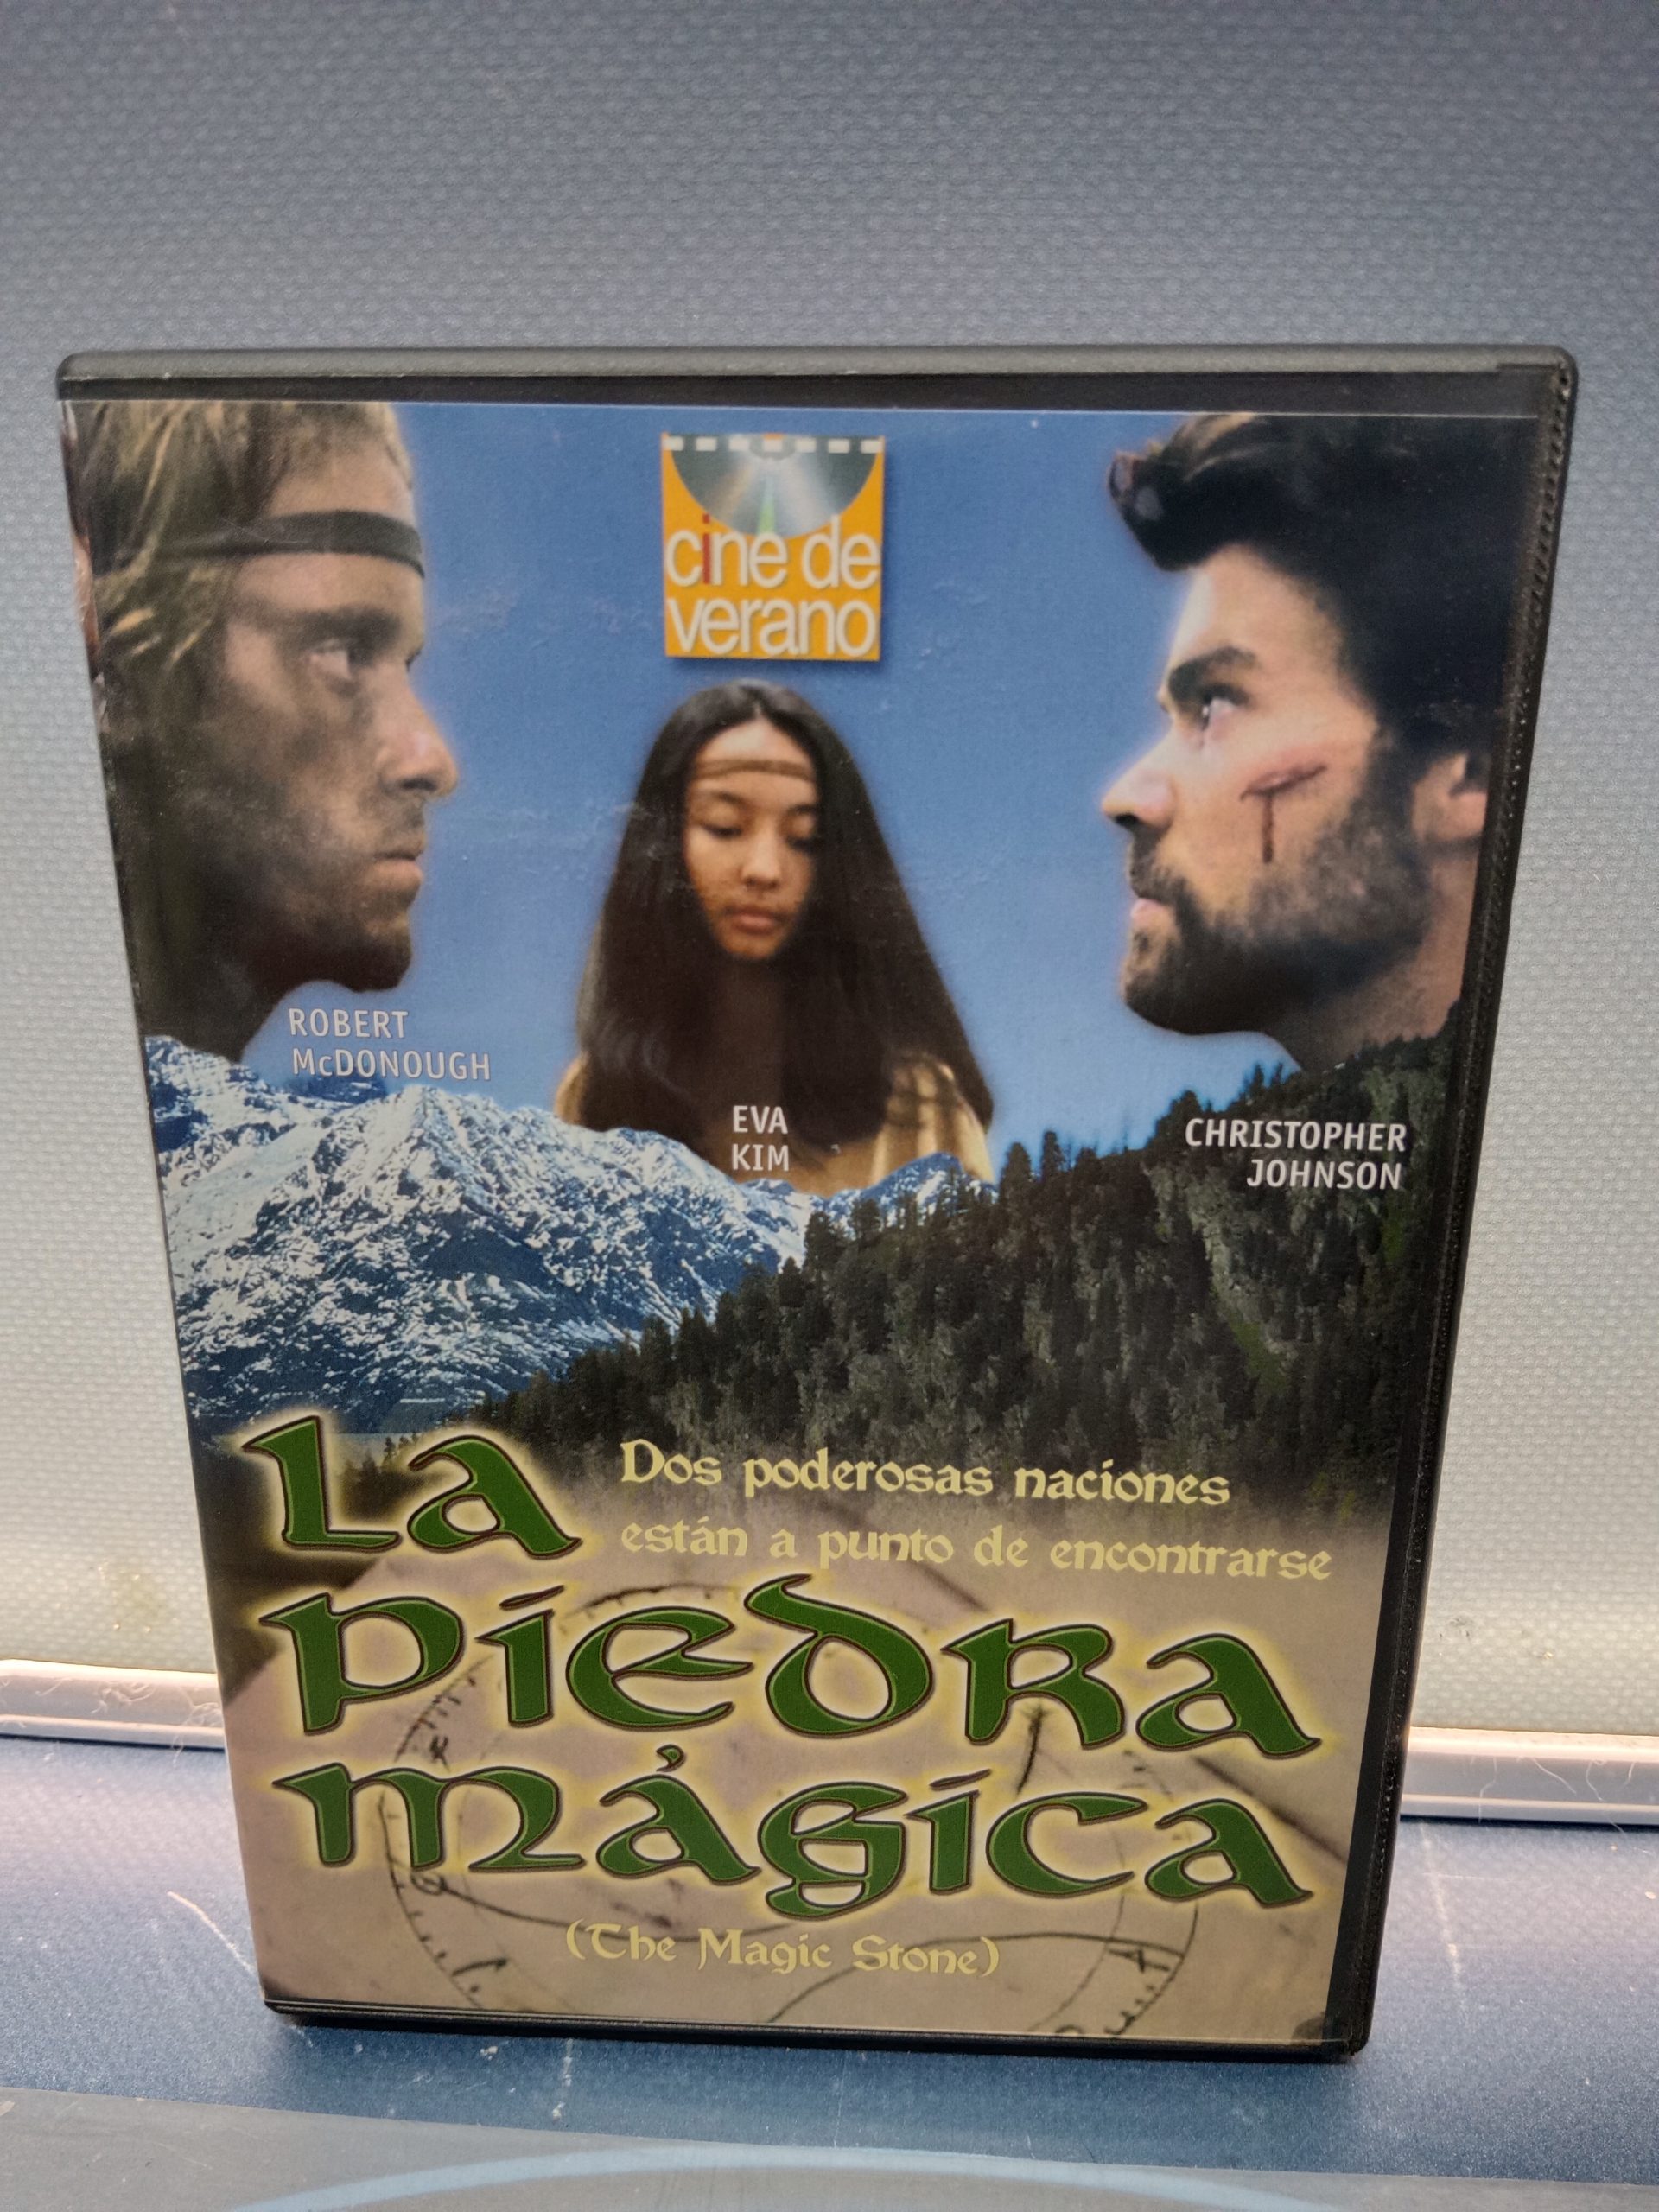 cine de
verano
ROBERT
McDONOUGH
EVA
KIM
CHRISTOPHER
JOHNSON
LA
Dos poderosas naciones
están a punto de encontrarse
PIEDRA
MÁGICA
(The Magic Stone)